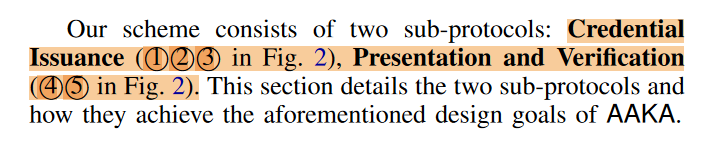 Our scheme consists of two sub-protocols: Credential
Issuance (①②③ in Fig. 2), Presentation and Verification
(④⑤ in Fig. 2). This section details the two sub-protocols and
how they achieve the aforementioned design goals of AAKA.